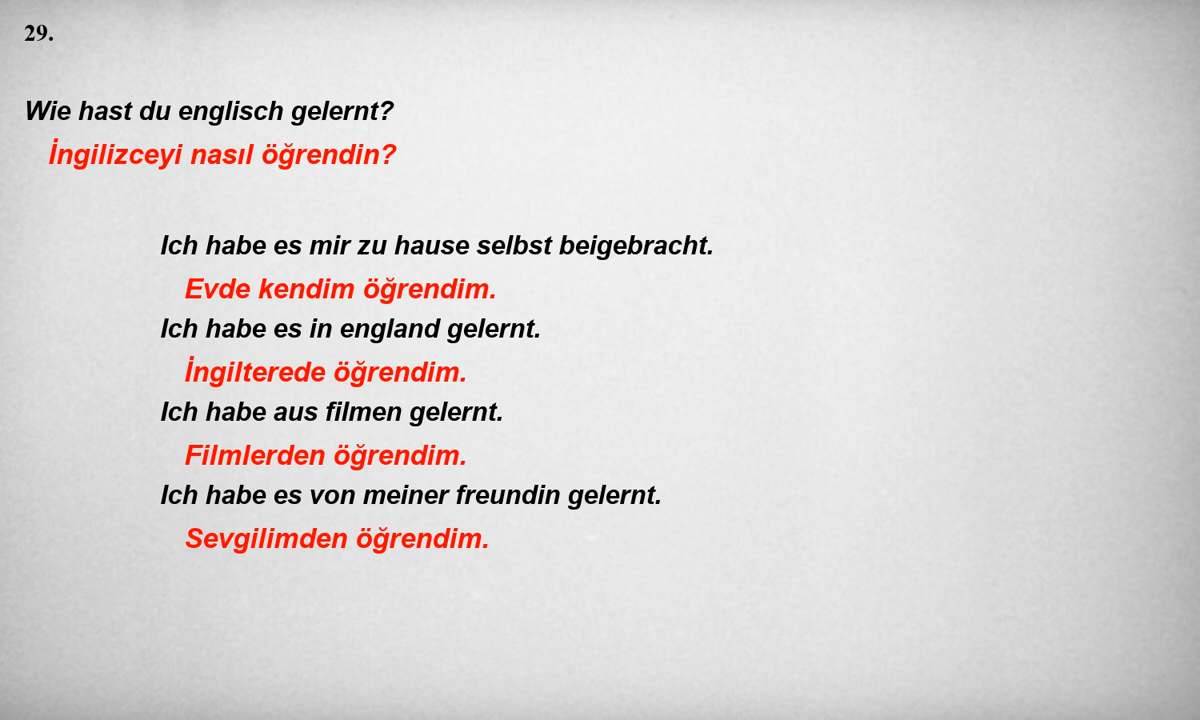 29.
Wie hast du englisch gelernt?
İngilizceyi nasıl öğrendin?
Ich habe es mir zu hause selbst beigebracht.
Evde kendim öğrendim.
Ich habe es in england gelernt.
İngilterede öğrendim.
Ich habe aus filmen gelernt.
Filmlerden öğrendim.
Ich habe es von meiner freundin gelernt.
Sevgilimden öğrendim.